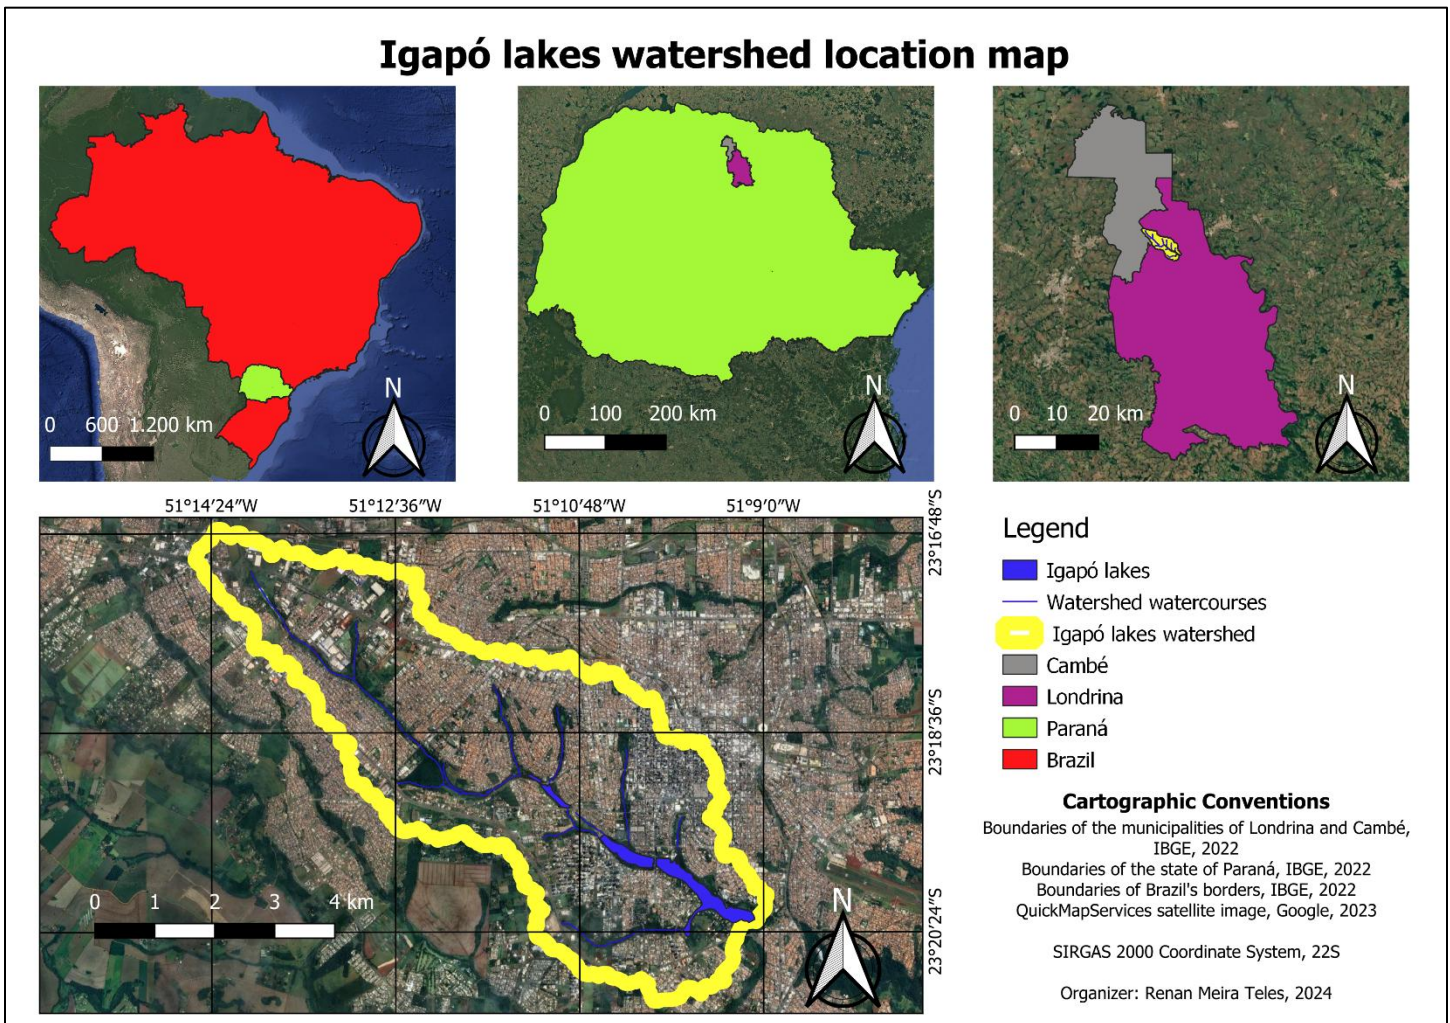 Igapó lakes watershed location map
N
0 600 1.200 km
N
0 100 200 km
N
0 10 20 km
51°14′24″W 51°12′36″W 51°10′48″W 51°9′0″W
23°16′48″S
23°18′36″S
23°20′24″S
0 1 2 3 4 km
N
Legend
Igapó lakes
Watershed watercourses
Igapó lakes watershed
Cambé
Londrina
Paraná
Brazil
Cartographic Conventions
Boundaries of the municipalities of Londrina and Cambé,
IBGE, 2022
Boundaries of the state of Paraná, IBGE, 2022
Boundaries of Brazil's borders, IBGE, 2022
QuickMapServices satellite image, Google, 2023
SIRGAS 2000 Coordinate System, 22S
Organizer: Renan Meira Teles, 2024